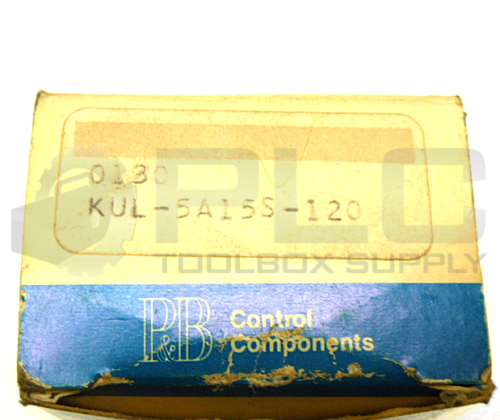 0130
KUL-5A15S-120
PLC
TOOLBOX SUPPLY
P&B
Control
Components